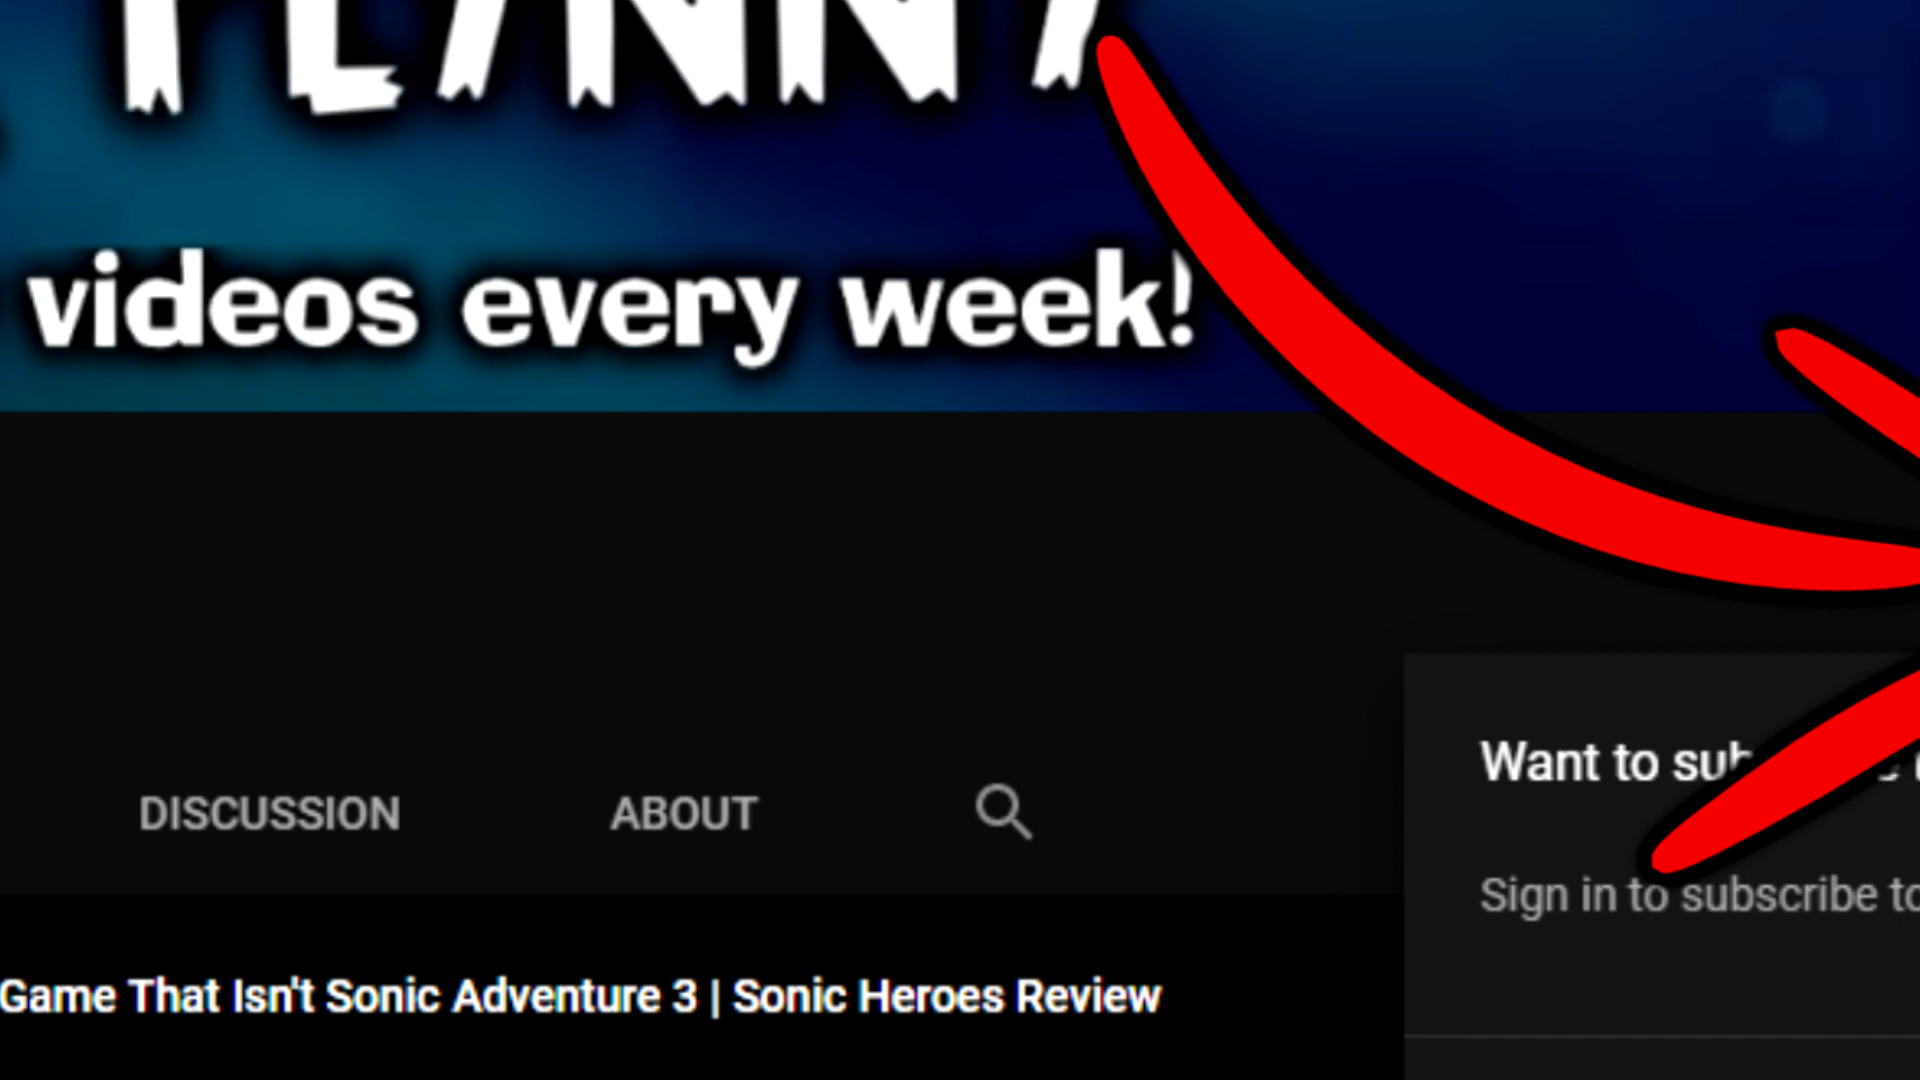 videos every week!
Want to
DISCUSSION ABOUT
Sign in to subscribe to
Game That Isn't Sonic Adventure 3 | Sonic Heroes Review